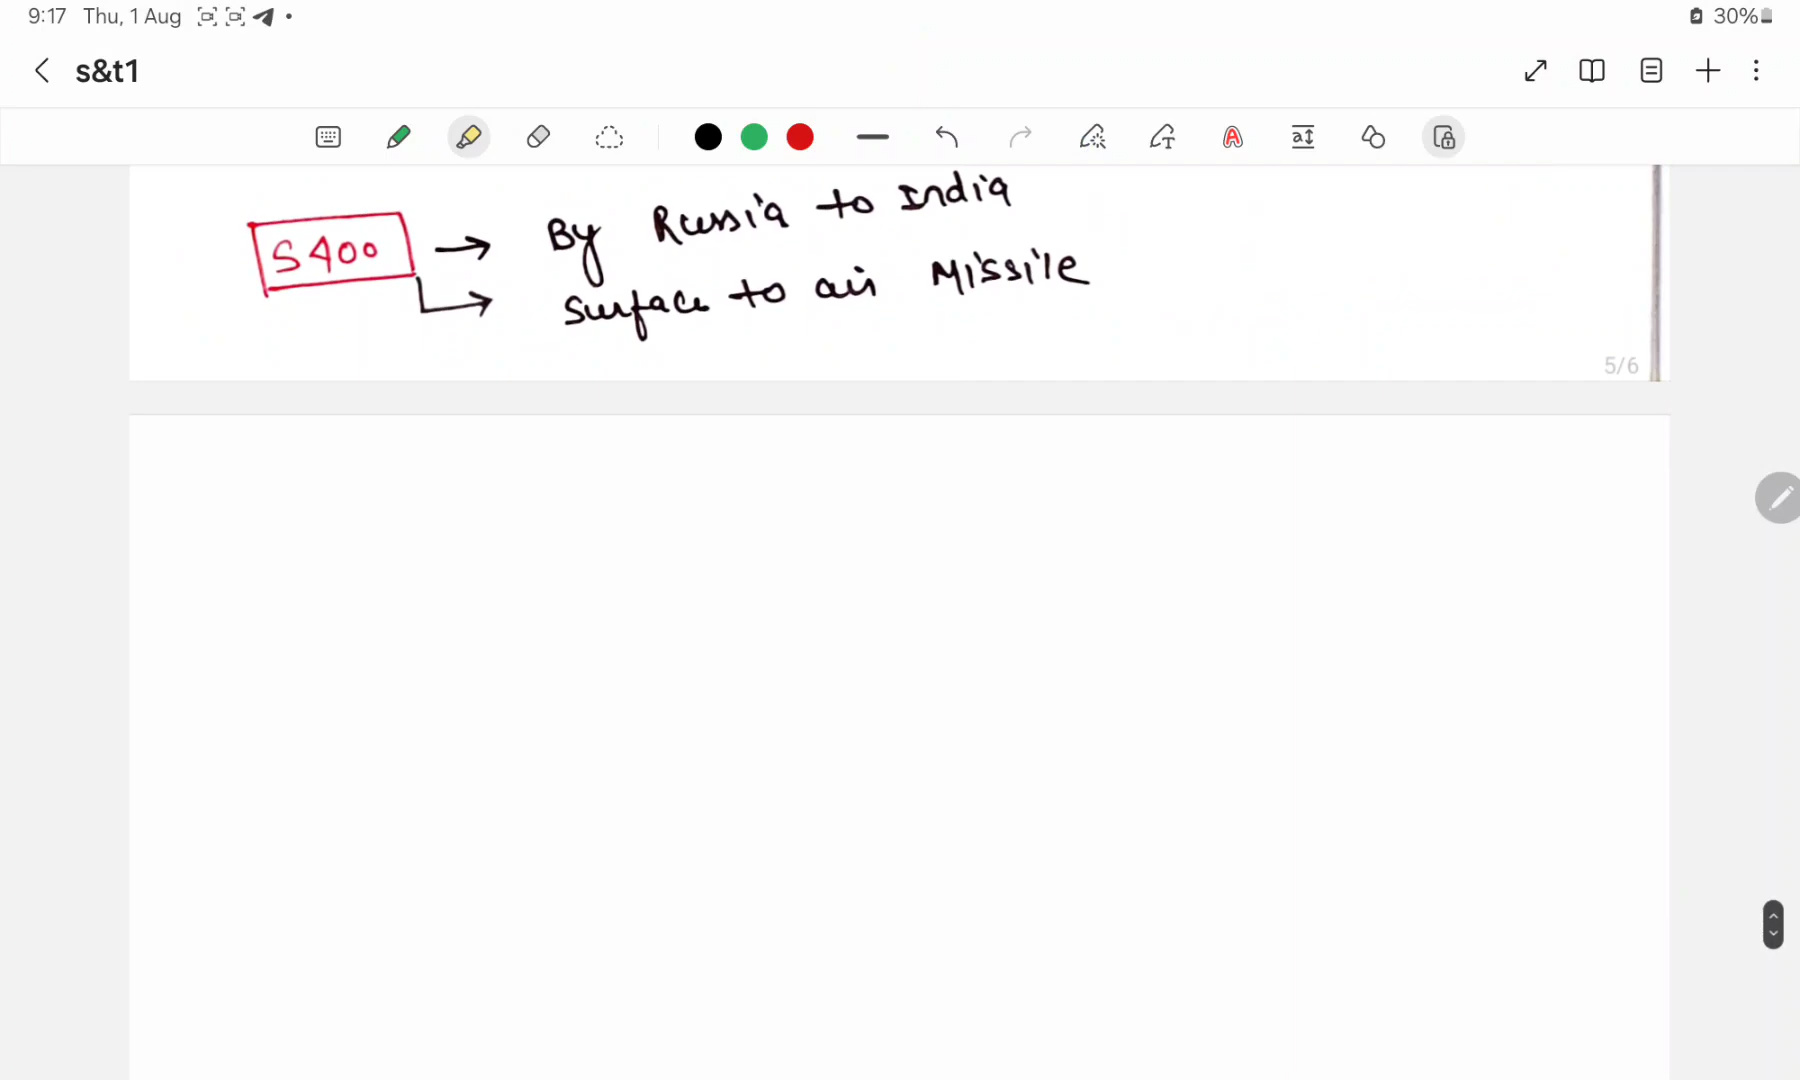 9:17 Thu, 1 Aug
30%
s&t1
S400 → By Russia to India
Surface to air Missile
5/6